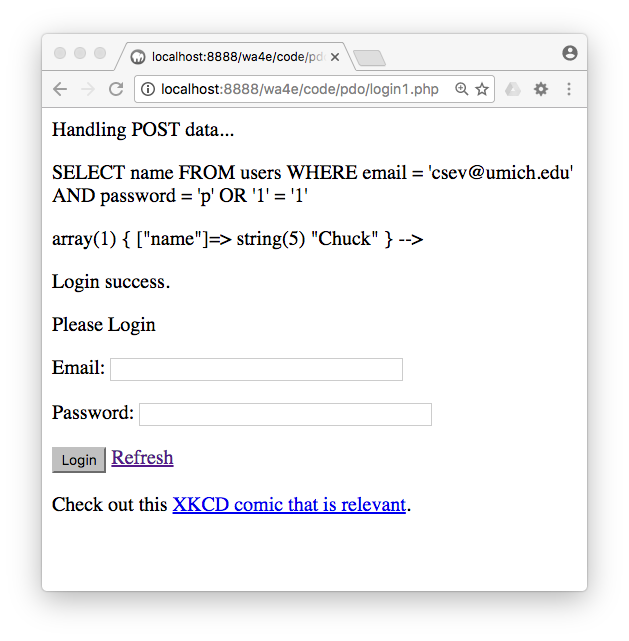 localhost:8888/wa4e/code/pd
localhost:8888/wa4e/code/pdo/login1.php
Handling POST data...
SELECT name FROM users WHERE email = 'csev@umich.edu'
AND password = 'p' OR '1' = '1'
array(1) { ["name"]=> string(5) "Chuck" } -->
Login success.
Please Login
Email:
Password:
Login Refresh
Check out this XKCD comic that is relevant.